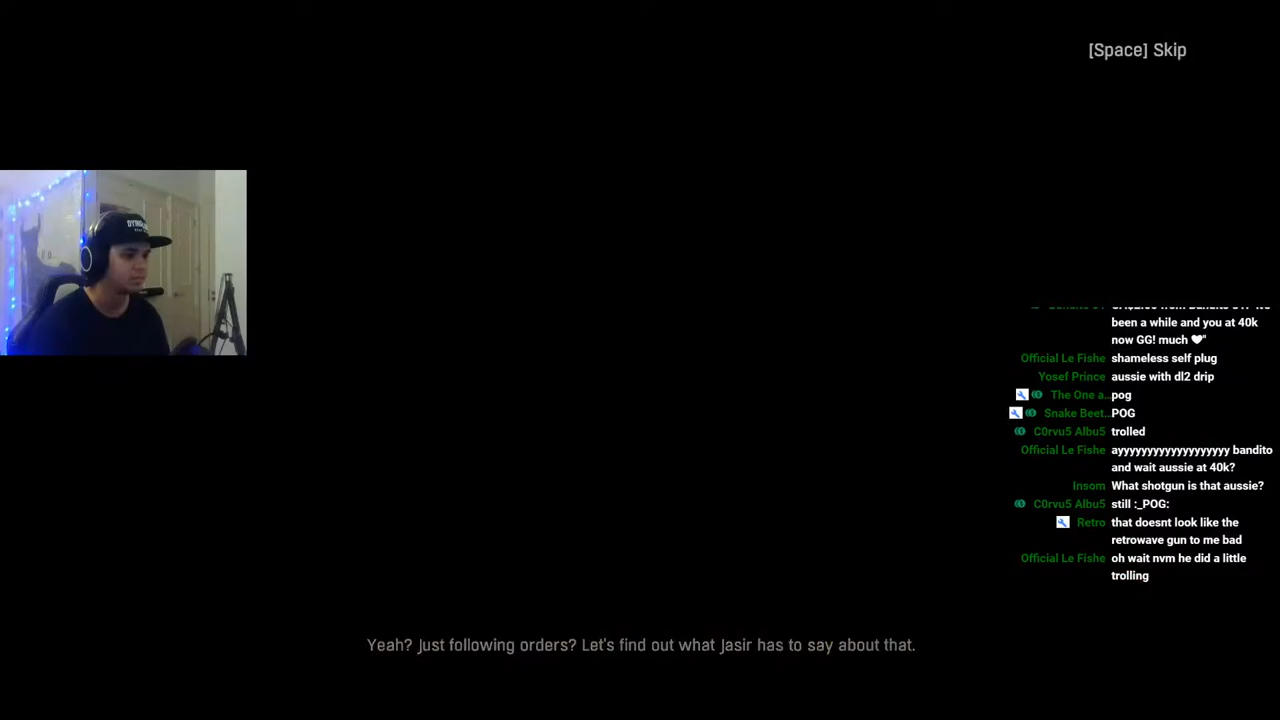 [Space] Skip
been a while and you at 40k
now GG! much 🖤"
Official Le Fishe shameless self plug
Yosef Prince aussie with dl2 drip
The One a... pog
Snake Beet... POG
C0rvu5 Albu5 trolled
Official Le Fishe ayyyyyyyyyyyyyyyyyyy bandito
and wait aussie at 40k?
Insom What shotgun is that aussie?
C0rvu5 Albu5 still :_POG:
Retro that doesnt look like the
retrowave gun to me bad
Official Le Fishe oh wait nvm he did a little
trolling
Yeah? Just following orders? Let's find out what Jasir has to say about that.